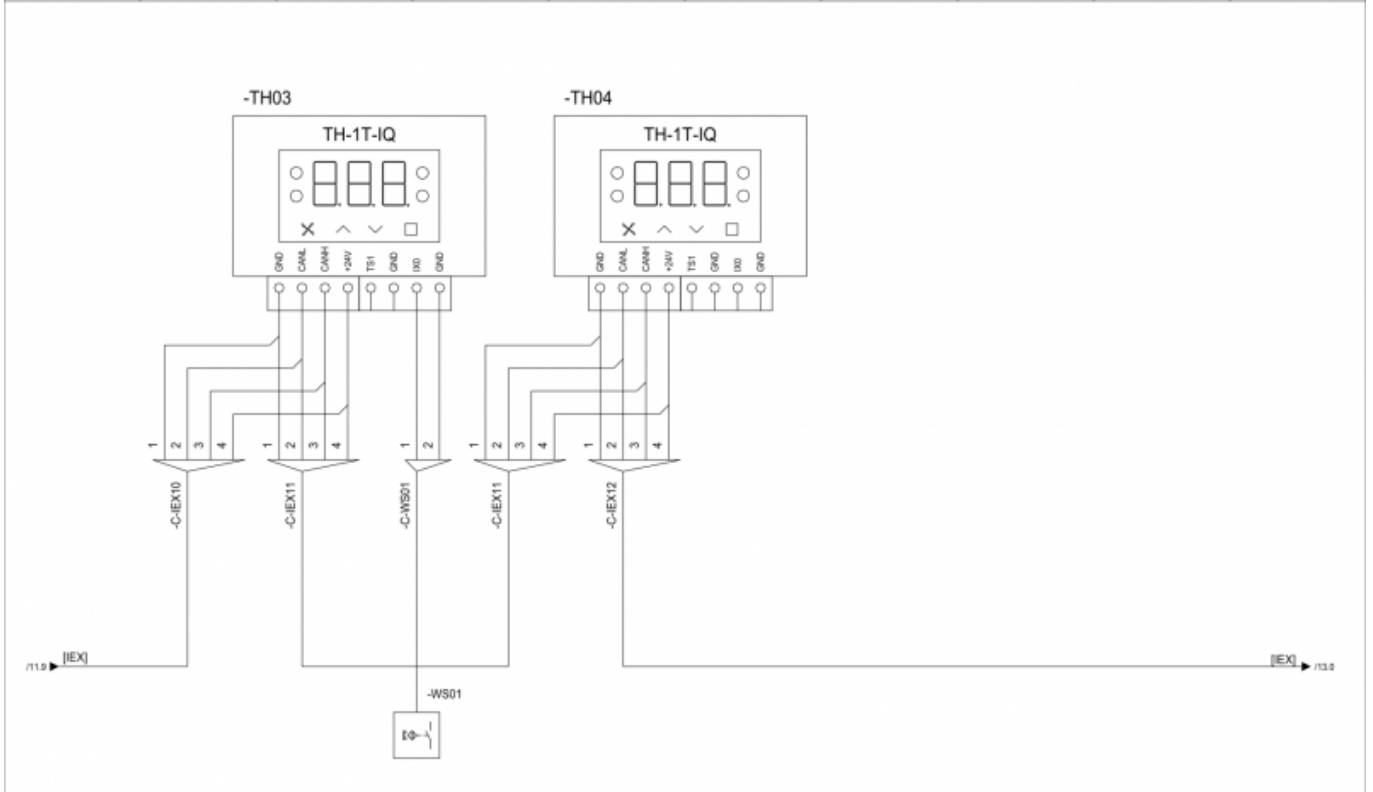 -TH03
-TH04
TH-1T-IQ
TH-1T-IQ
GND CANL CANH +24V TS1 GND IX0 GND
GND CANL CANH +24V TS1 GND IX0 GND
1 2 3 4 1 2 3 4 1 2 1 2 3 4 1 2 3 4
-C-IEX10
-C-IEX11
-C-WS01
-C-IEX11
-C-IEX12
/11.9 [IEX]
[IEX] /13.0
-WS01